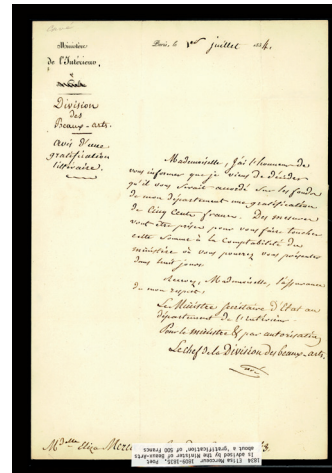 Ministère
de l'Intérieur.
Division
des
Beaux-arts.
Avis d'une
gratification
littéraire.
Paris, le 1er juillet 1834.
Mademoiselle, j'ai l'honneur de
vous informer que je viens de décider
qu'il vous serait accordé sur les fonds
de mon département une gratification
de Cinq Cents francs. Des mesures
vont être prises pour vous faire toucher
cette somme à la Comptabilité du
ministère où vous pourrez vous présenter
dans huit jours.
Recevez, Mademoiselle, l'assurance
de mon respect.
Le Ministre secrétaire d'Etat au
département de l'intérieur
Pour le ministre & par autorisation
Le chef de la Division des beaux-arts.
Mdelle Eliza Mercœur
1834 Elisa Mercoeur 1809-1835. Poet
is advised by the Minister of Beaux-Arts
about a 'gratification' of 500 francs